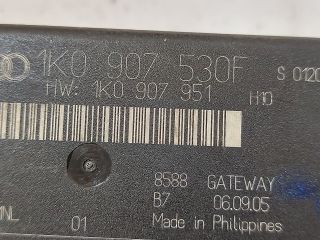 1K0 907 530F S 0120
HW: 1K0 907 951 H10
8588 GATEWAY
B7 06.09.05
MNL 01 Made in Philippines